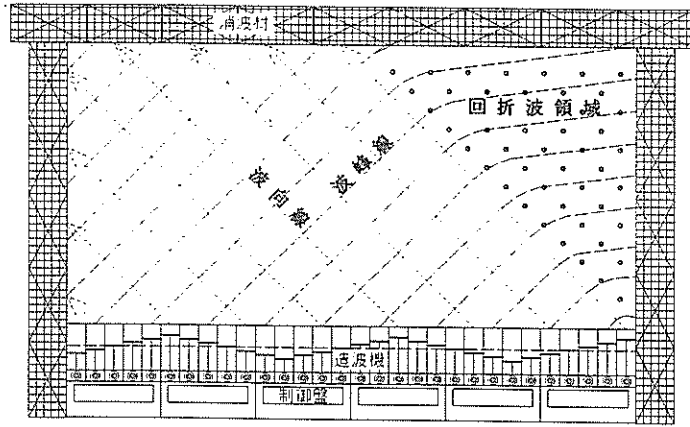 消波材
回折波領域
波峰線
波向線
造波機
制御盤